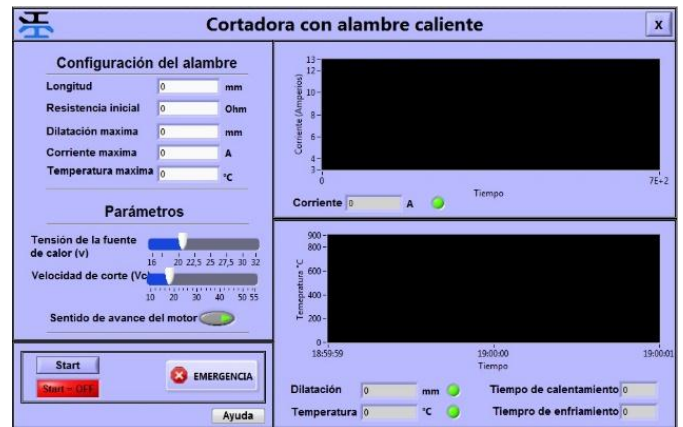 Cortadora con alambre caliente
X
Configuración del alambre
Longitud 0 mm
Resistencia inicial 0 Ohm
Dilatación maxima 0 mm
Corriente maxima 0 A
Temperatura maxima 0 °C
Parámetros
Tensión de la fuente
de calor (v)
16 20 22,5 25 27,5 30 32
Velocidad de corte (Vc)
10 20 30 40 50 55
Sentido de avance del motor
Start
Start = OFF
EMERGENCIA
Ayuda
Corriente (Amperios)
13
12
10
8
6
4
3
0 7E+2
Tiempo
Corriente 0 A
Temepratura °C
900
800
600
400
200
0
18:59:59 19:00:00 19:00:01
Tiempo
Dilatación 0 mm Tiempo de calentamiento 0
Temperatura 0 °C Tiempro de enfriamiento 0